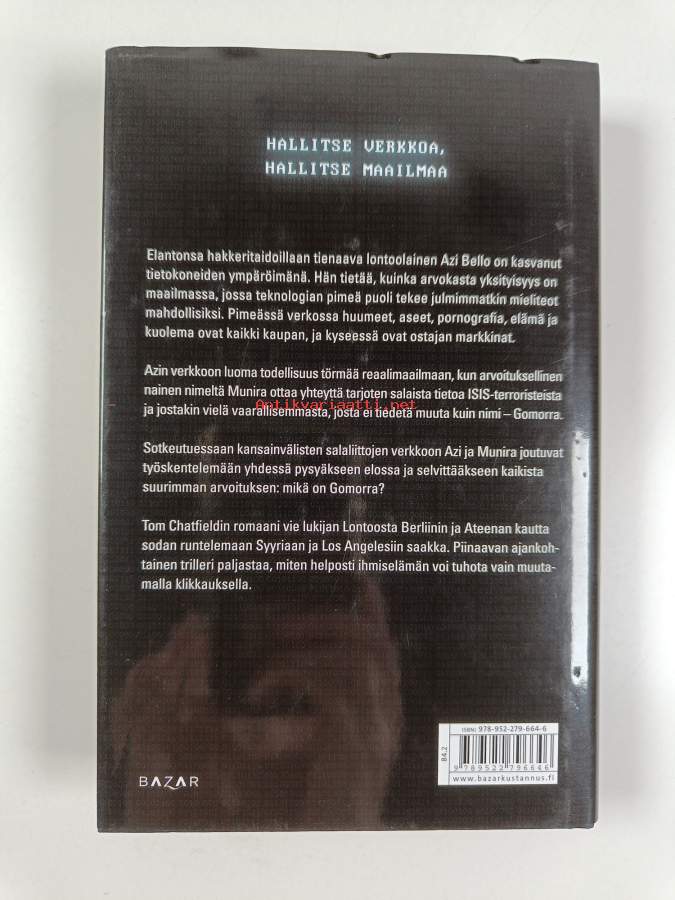 HALLITSE VERKKOA,
HALLITSE MAAILMAA
Elantonsa hakkeritaidoillaan tienaava lontoolainen Azi Bello on kasvanut
tietokoneiden ympäröimänä. Hän tietää, kuinka arvokasta yksityisyys on
maailmassa, jossa teknologian pimeä puoli tekee julmimmatkin mieliteot
mahdollisiksi. Pimeässä verkossa huumeet, aseet, pornografia, elämä ja
kuolema ovat kaikki kaupan, ja kyseessä ovat ostajan markkinat.
Azin verkkoon luoma todellisuus törmää reaalimaailmaan, kun arvoituksellinen
nainen nimeltä Munira ottaa yhteyttä tarjoten salaista tietoa ISIS-terroristeista
Antikvariaatti.net
ja jostakin vielä vaarallisemmasta, josta ei tiedetä muuta kuin nimi – Gomorra.
Sotkeutuessaan kansainvälisten salaliittojen verkkoon Azi ja Munira joutuvat
työskentelemään yhdessä pysyäkseen elossa ja selvittääkseen kaikista
suurimman arvoituksen: mikä on Gomorra?
Tom Chatfieldin romaani vie lukijan Lontoosta Berliinin ja Ateenan kautta
sodan runtelemaan Syyriaan ja Los Angelesiin saakka. Piinaavan ajankoh-
tainen trilleri paljastaa, miten helposti ihmiselämän voi tuhota vain muuta-
malla klikkauksella.
ISBN: 978-952-279-664-6
84.2
9 789522 796646
www.bazarkustannus.fi
BAZAR